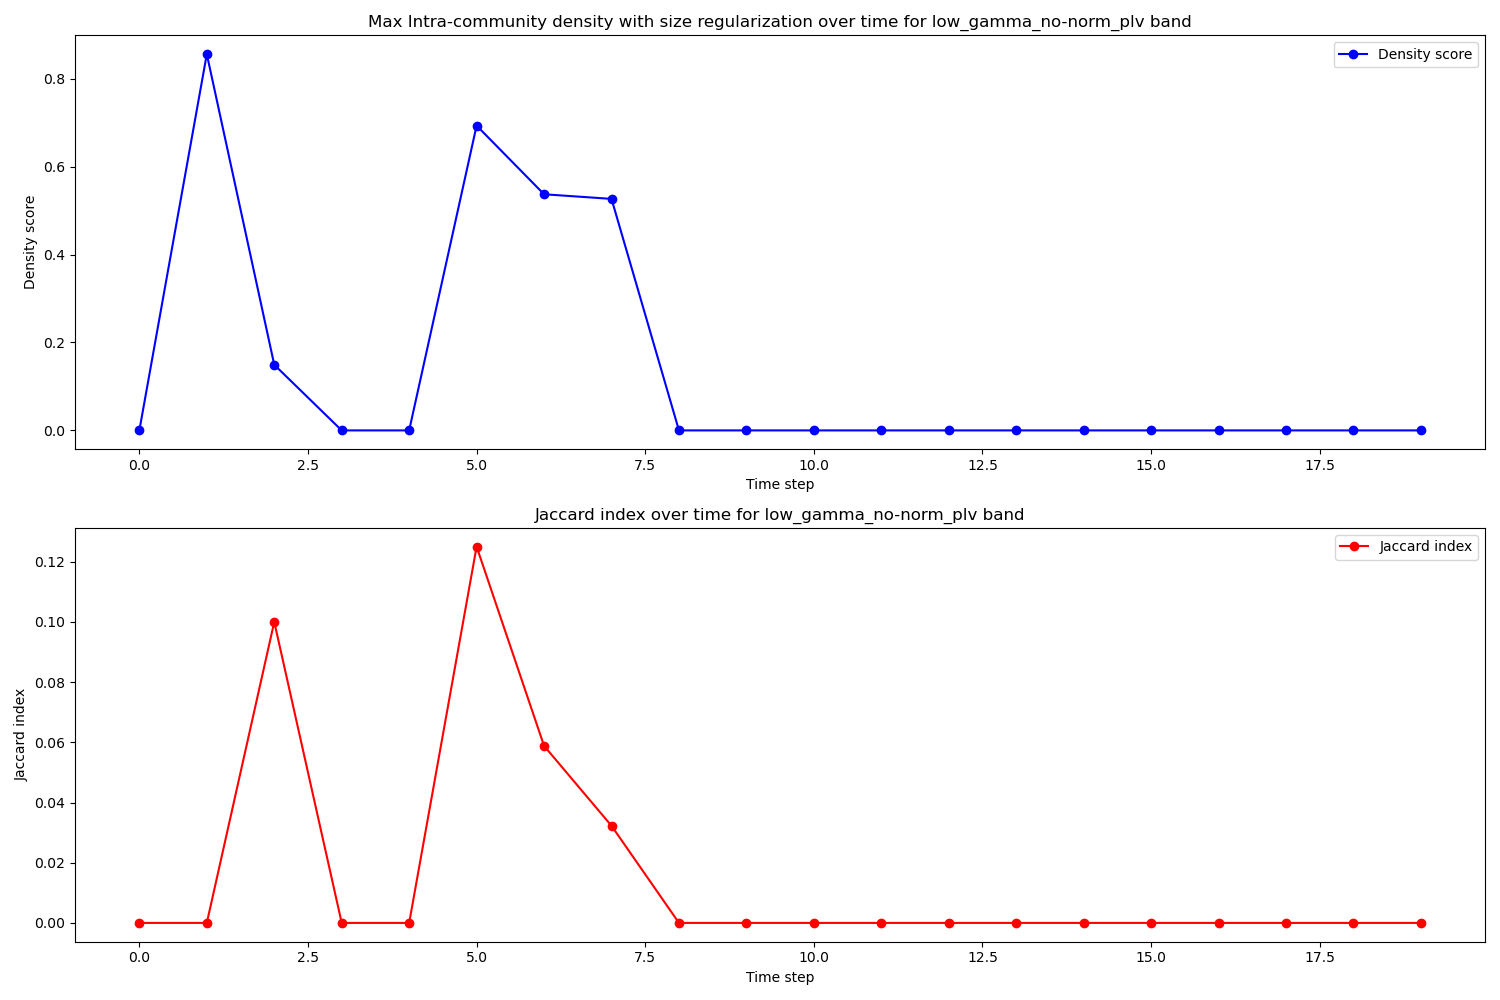 Max Intra-community density with size regularization over time for low_gamma_no-norm_plv band
Density score
0.8
0.6
0.4
0.2
0.0
Density score
0.0 2.5 5.0 7.5 10.0 12.5 15.0 17.5
Time step
Jaccard index over time for low_gamma_no-norm_plv band
Jaccard index
0.12
0.10
0.08
0.06
0.04
0.02
0.00
Jaccard index
0.0 2.5 5.0 7.5 10.0 12.5 15.0 17.5
Time step